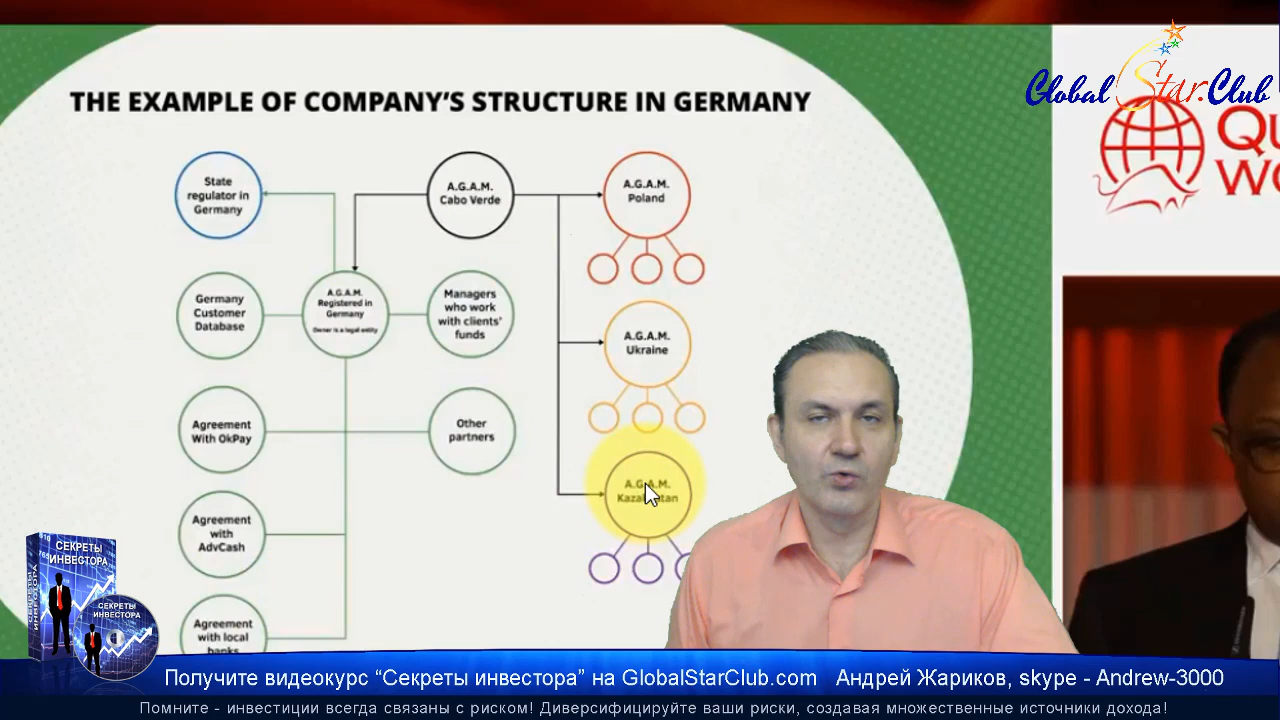 THE EXAMPLE OF COMPANY'S STRUCTURE IN GERMANY
Global Star.Club
State
regulator in
Germany
A.G.A.M.
Cabo Verde
A.G.A.M.
Poland
Germany
Customer
Database
A.G.A.M.
Registered in
Germany
Owner is a legal entity
Managers
who work
with clients'
funds
A.G.A.M.
Ukraine
Agreement
With OkPay
Other
partners
A.G.A.M.
Agreement
with
AdvCash
Agreement
with local
banks
СЕКРЕТЫ
ИНВЕСТОРА
СЕКРЕТЫ
ИНВЕСТОРА
Получите видеокурс “Секреты инвестора” на GlobalStarClub.com Андрей Жариков, skype - Andrew-3000
Помните - инвестиции всегда связаны с риском! Диверсифицируйте ваши риски, создавая множественные источники дохода!